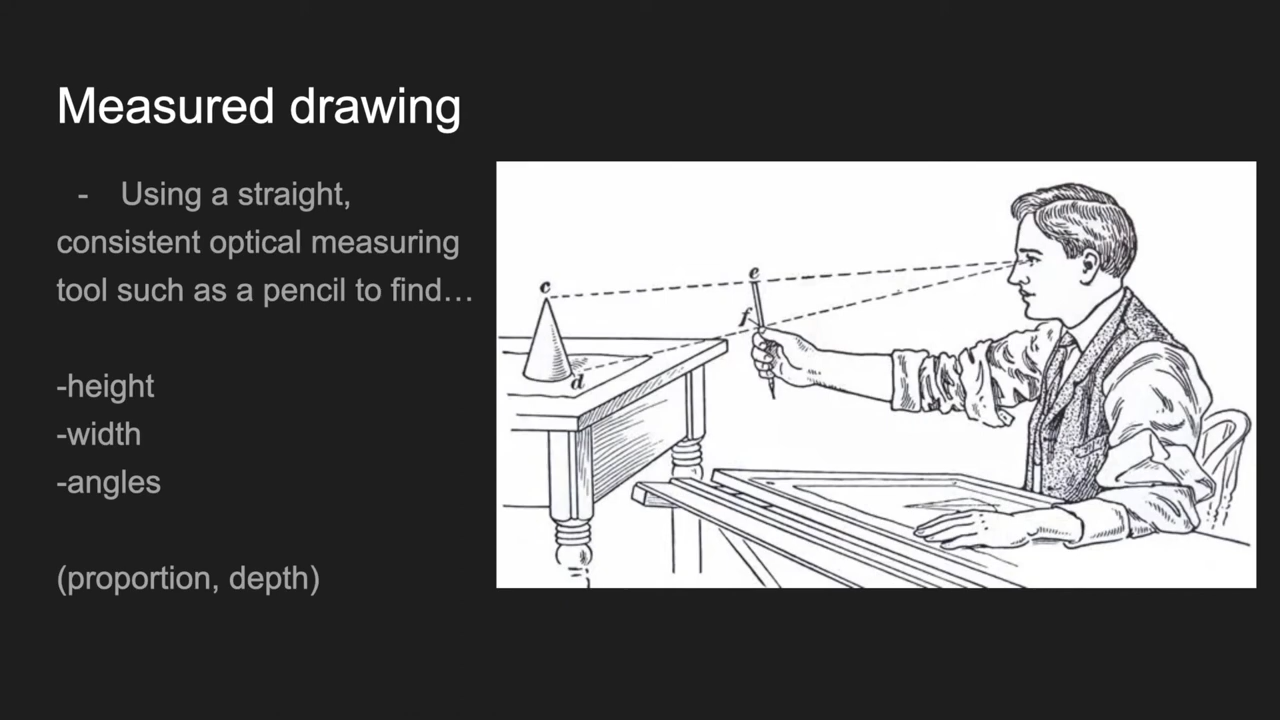 Measured drawing
- Using a straight,
consistent optical measuring
tool such as a pencil to find…
-height
-width
-angles
(proportion, depth)
c
e
f
d